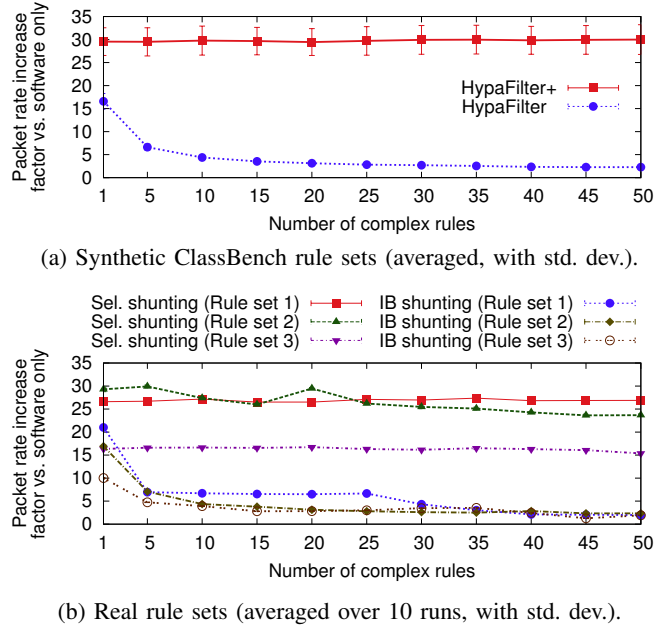 Packet rate increase
factor vs. software only
35
30
25
20
15
10
5
0
HypaFilter+
HypaFilter
1 5 10 15 20 25 30 35 40 45 50
Number of complex rules
(a) Synthetic ClassBench rule sets (averaged, with std. dev.).
Sel. shunting (Rule set 1) IB shunting (Rule set 1)
Sel. shunting (Rule set 2) IB shunting (Rule set 2)
Sel. shunting (Rule set 3) IB shunting (Rule set 3)
Packet rate increase
factor vs. software only
35
30
25
20
15
10
5
0
1 5 10 15 20 25 30 35 40 45 50
Number of complex rules
(b) Real rule sets (averaged over 10 runs, with std. dev.).